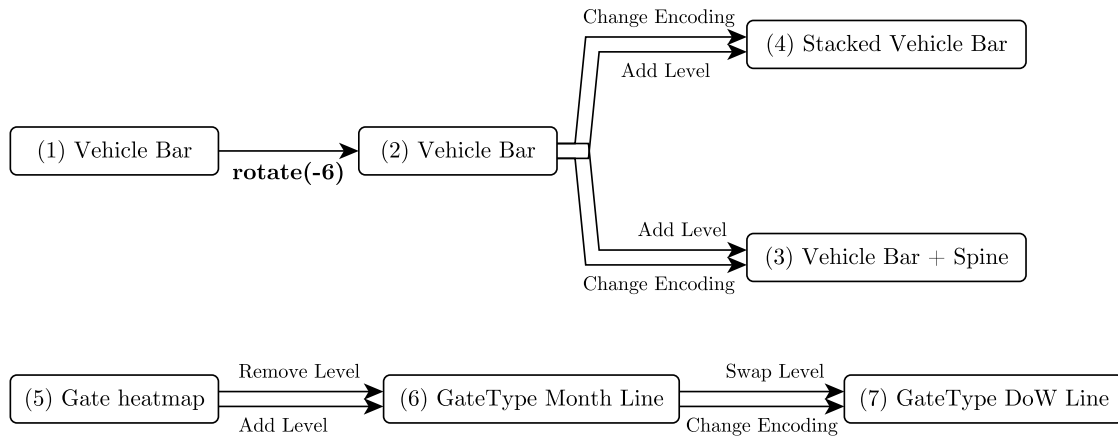 Change Encoding
(4) Stacked Vehicle Bar
Add Level
(1) Vehicle Bar
rotate(-6)
(2) Vehicle Bar
Add Level
(3) Vehicle Bar + Spine
Change Encoding
(5) Gate heatmap
Remove Level
Add Level
(6) GateType Month Line
Swap Level
Change Encoding
(7) GateType DoW Line